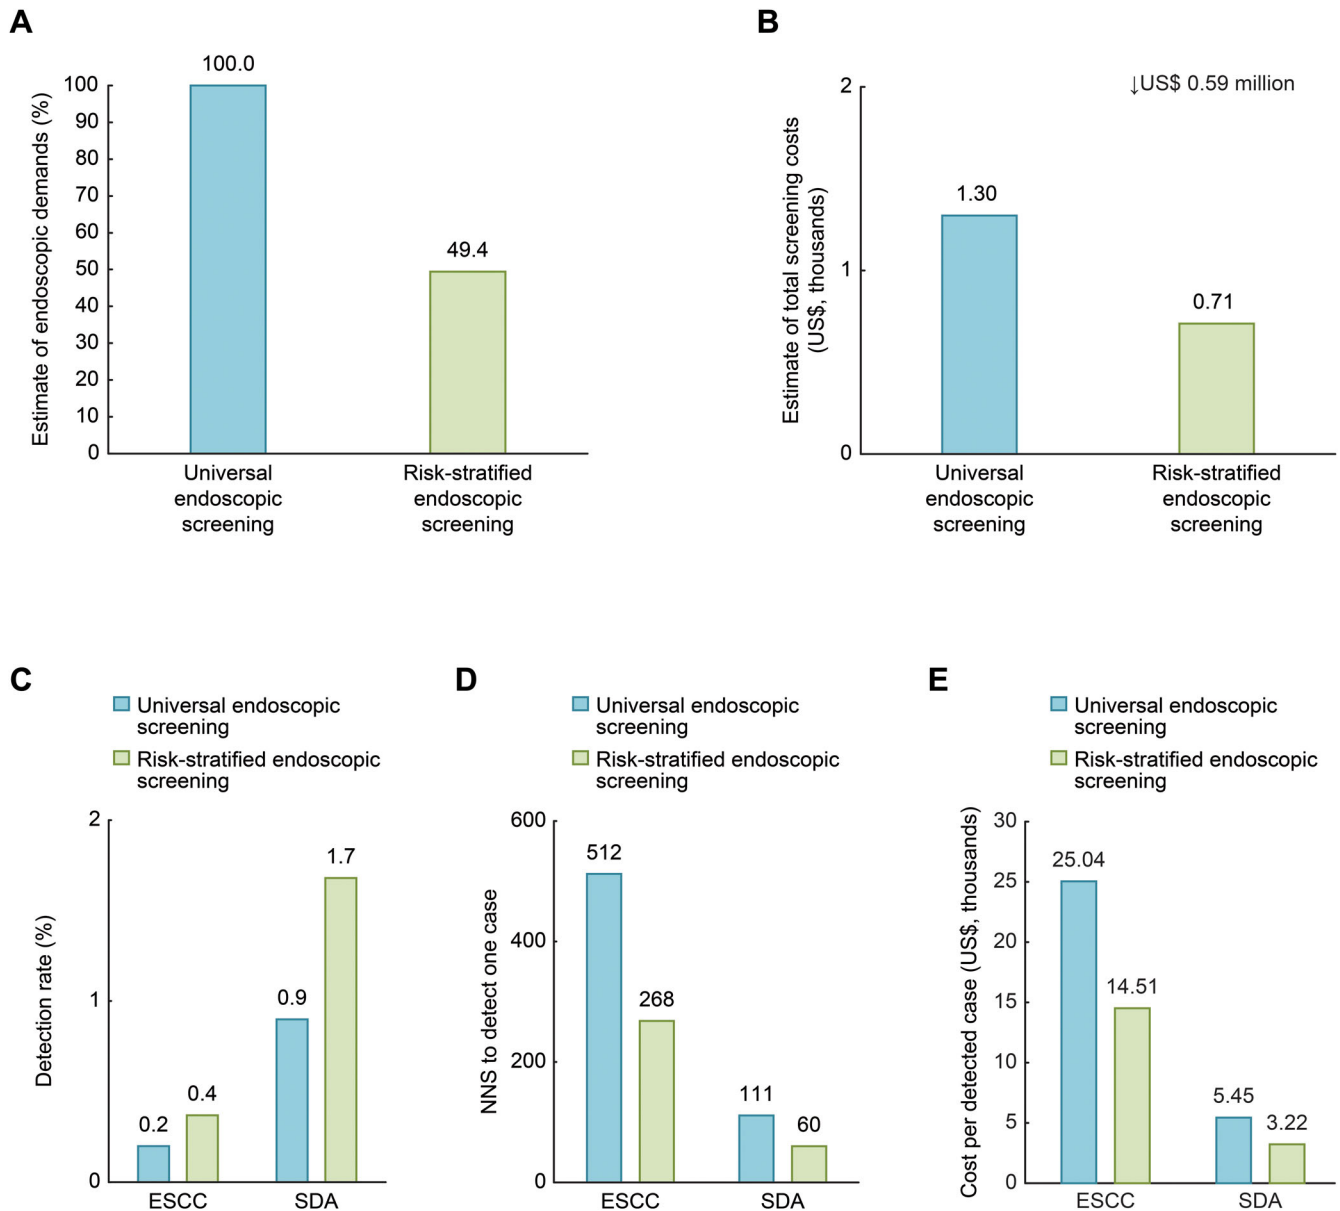 A
Estimate of endoscopic demands (%)
100
90
80
70
60
50
40
30
20
10
0
100.0
49.4
Universal
endoscopic
screening
Risk-stratified
endoscopic
screening
B
Estimate of total screening costs
(US$, thousands)
2
1
0
↓US$ 0.59 million
1.30
0.71
Universal
endoscopic
screening
Risk-stratified
endoscopic
screening
C
Universal endoscopic
screening
Risk-stratified endoscopic
screening
Detection rate (%)
2
1
0
0.2
0.4
0.9
1.7
ESCC
SDA
D
Universal endoscopic
screening
Risk-stratified endoscopic
screening
NNS to detect one case
600
400
200
0
512
268
111
60
ESCC
SDA
E
Universal endoscopic
screening
Risk-stratified endoscopic
screening
Cost per detected case (US$, thousands)
30
25
20
15
10
5
0
25.04
14.51
5.45
3.22
ESCC
SDA